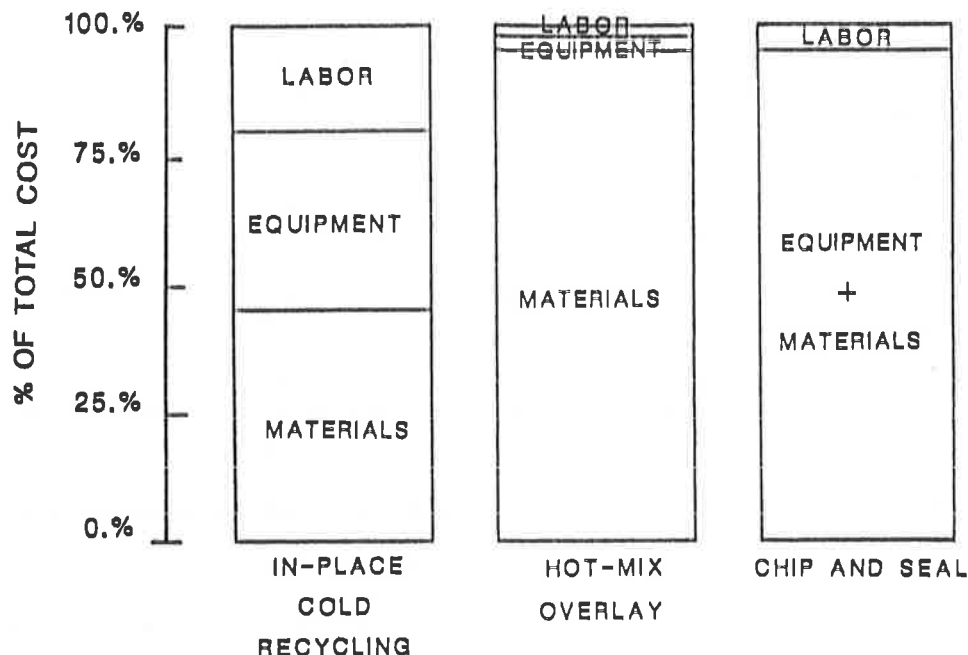 % OF TOTAL COST
100.%
75.%
50.%
25.%
0.%
LABOR
EQUIPMENT
MATERIALS
IN-PLACE
COLD
RECYCLING
LABOR
EQUIPMENT
MATERIALS
HOT-MIX
OVERLAY
LABOR
EQUIPMENT
+
MATERIALS
CHIP AND SEAL